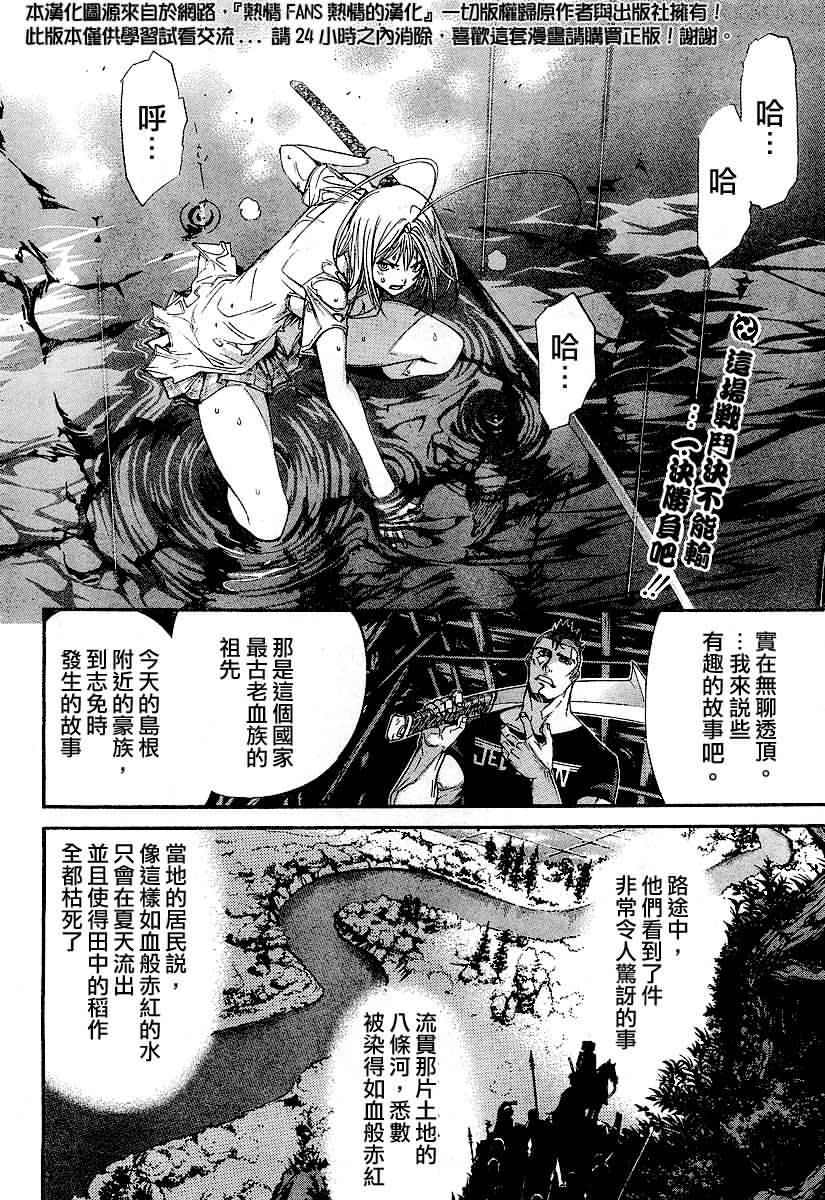 本漢化圖源來自於網路，『熱情 FANS 熱情的漢化』一切版權歸原作者與出版社擁有！
此版本僅供學習試看交流... 請 24 小時之內消除，喜歡這套漫畫請購買正版！謝謝。
哈…
哈
哈…
呼…
這場戰鬥決不能輸
…一決勝負吧!!
實在無聊透頂。
…我來說些
有趣的故事吧。
那是這個國家
最古老血族的
祖先
今天的島根
附近的豪族，
到志免時
發生的故事
路途中，
他們看到了件
非常令人驚訝的事
流貫那片土地的
八條河，悉數
被染得如血般赤紅
當地的居民說，
像這樣如血般赤紅的水
只會在夏天流出
並且使得田中的稻作
全都枯死了